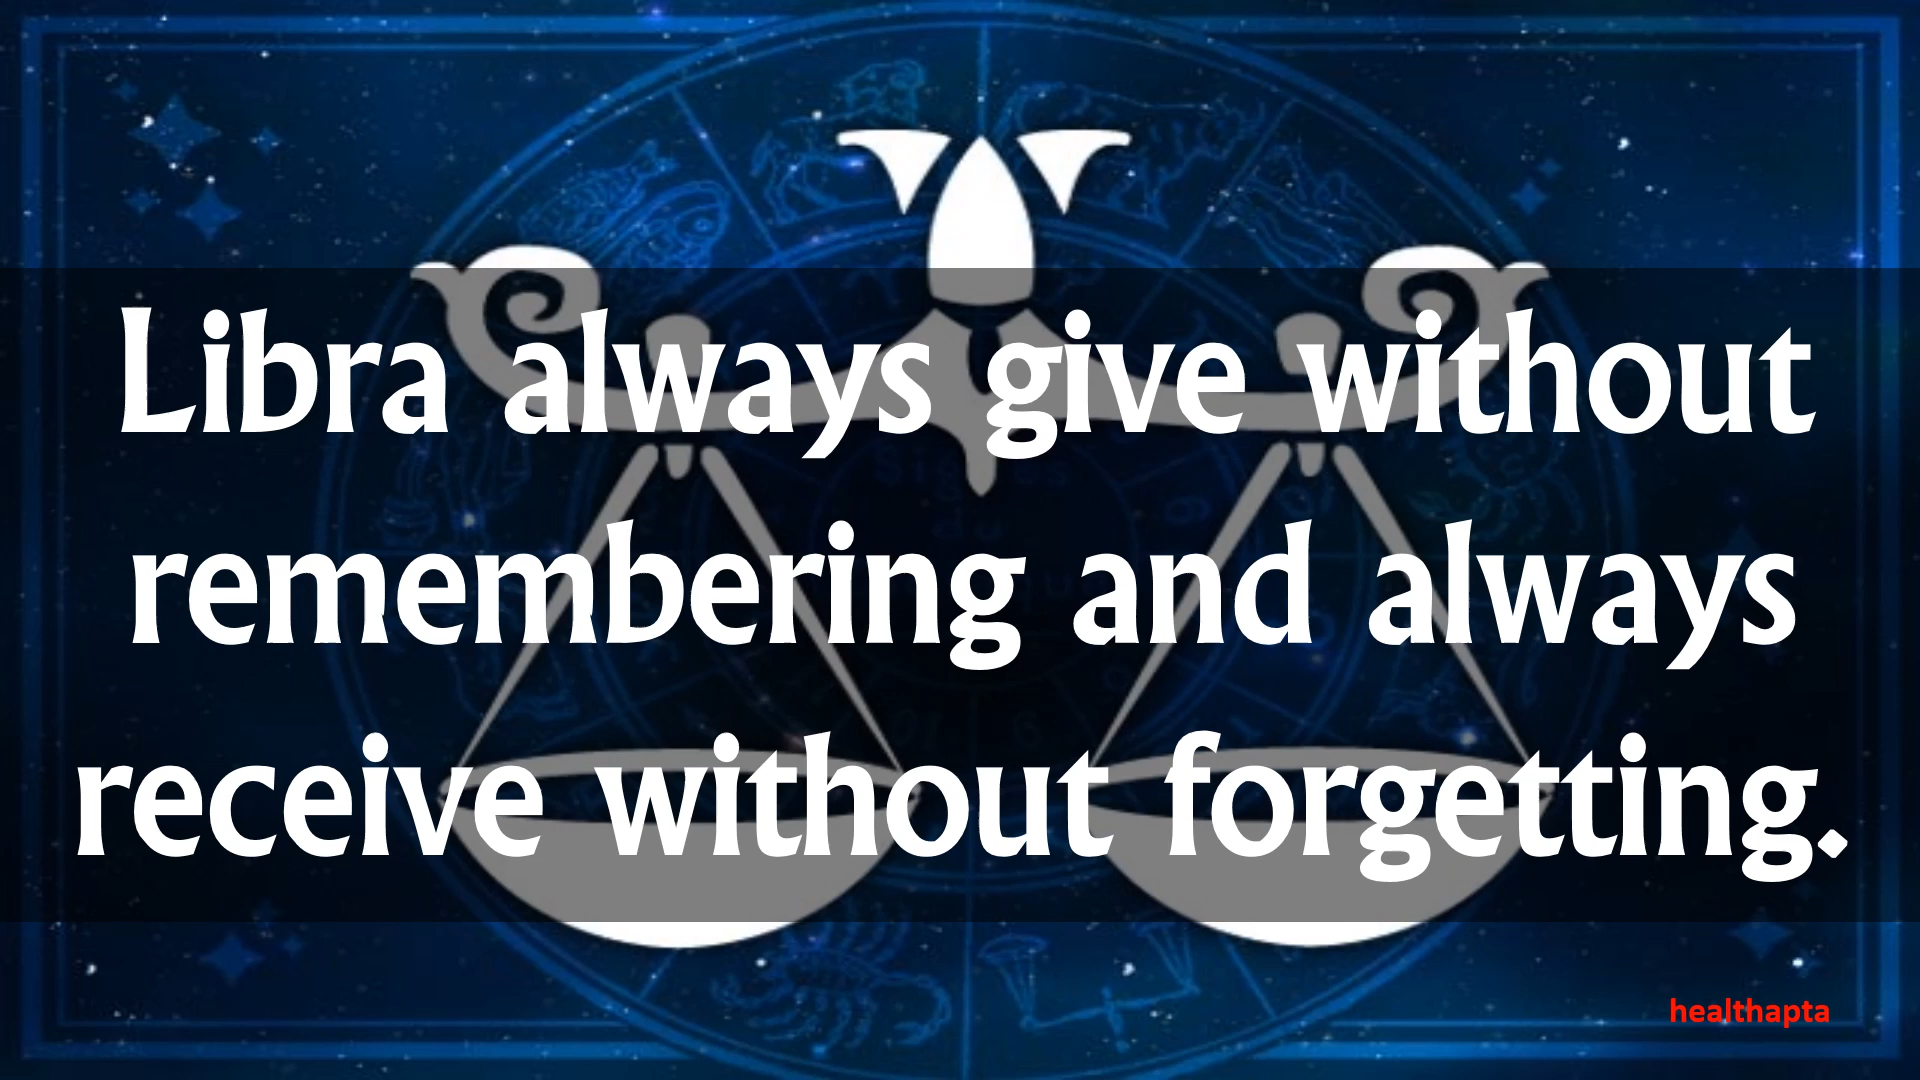 Libra always give without
remembering and always
receive without forgetting.
healthapta